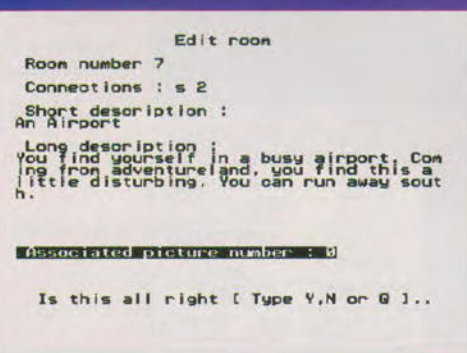 Edit room
Room number 7
Connections : s 2
Short description :
An Airport
Long description :
You find yourself in a busy airport. Com
ing from adventureland, you find this a
little disturbing. You can run away sout
h.
Associated picture number : 0
Is this all right [ Type Y,N or Q ]..